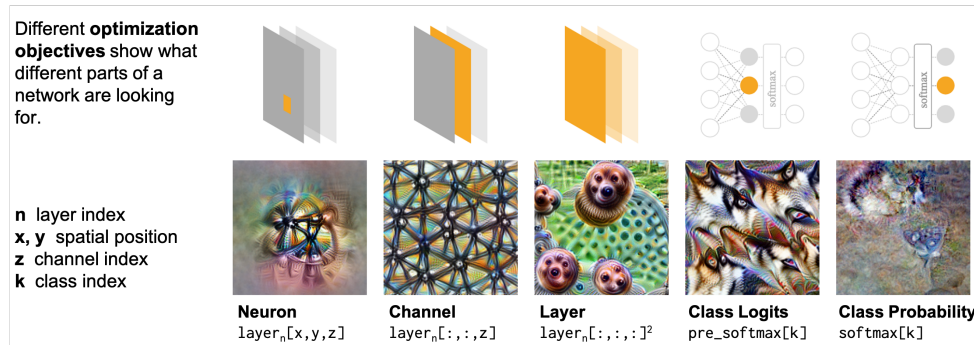 Different optimization
objectives show what
different parts of a
network are looking
for.
softmax
softmax
n layer index
x, y spatial position
z channel index
k class index
Neuron
layerₙ[x,y,z]
Channel
layerₙ[:,:,z]
Layer
layerₙ[:,:,:]²
Class Logits
pre_softmax[k]
Class Probability
softmax[k]